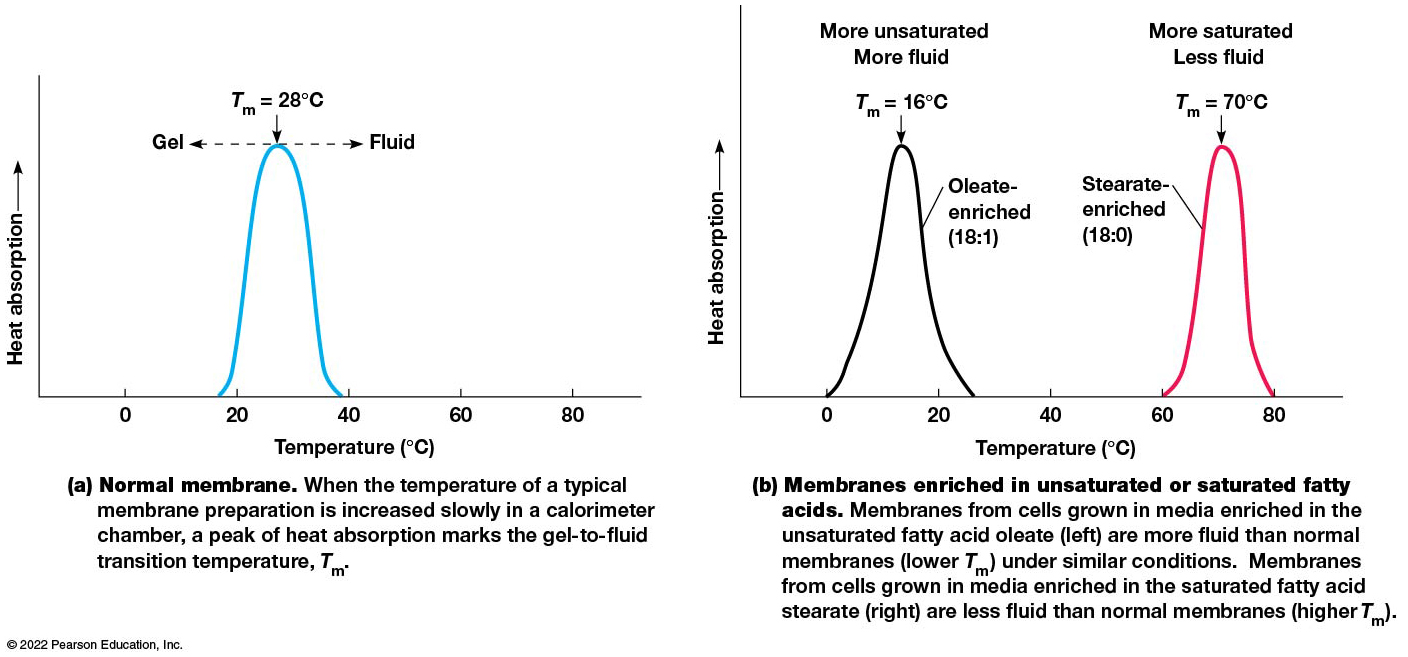 Tm = 28°C
Gel
Fluid
Heat absorption
0
20
40
60
80
Temperature (°C)
(a) Normal membrane. When the temperature of a typical
membrane preparation is increased slowly in a calorimeter
chamber, a peak of heat absorption marks the gel-to-fluid
transition temperature, Tm.
More unsaturated
More fluid
Tm = 16°C
Oleate-
enriched
(18:1)
More saturated
Less fluid
Tm = 70°C
Stearate-
enriched
(18:0)
Heat absorption
0
20
40
60
80
Temperature (°C)
(b) Membranes enriched in unsaturated or saturated fatty
acids. Membranes from cells grown in media enriched in the
unsaturated fatty acid oleate (left) are more fluid than normal
membranes (lower Tm) under similar conditions. Membranes
from cells grown in media enriched in the saturated fatty acid
stearate (right) are less fluid than normal membranes (higher Tm).
© 2022 Pearson Education, Inc.